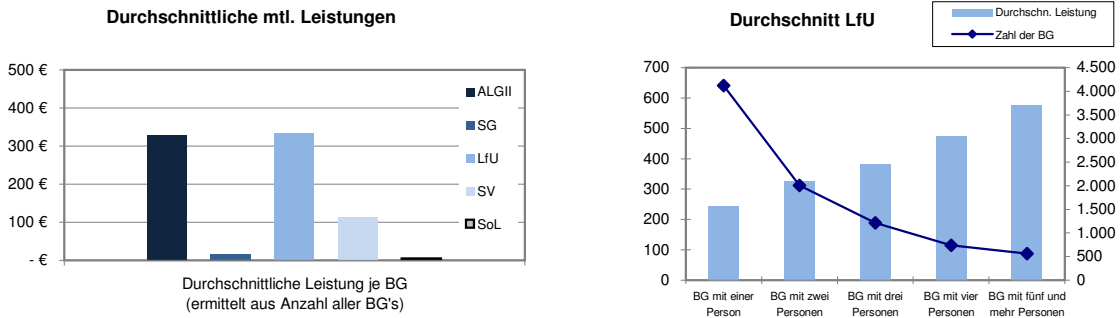 Durchschnittliche mtl. Leistungen
500 €
400 €
300 €
200 €
100 €
- €
ALGII
SG
LfU
SV
SoL
Durchschnittliche Leistung je BG
(ermittelt aus Anzahl aller BG's)
Durchschnitt LfU
Durchschn. Leistung
Zahl der BG
700
600
500
400
300
200
100
0
4.500
4.000
3.500
3.000
2.500
2.000
1.500
1.000
500
0
BG mit einer
Person
BG mit zwei
Personen
BG mit drei
Personen
BG mit vier
Personen
BG mit fünf und
mehr Personen